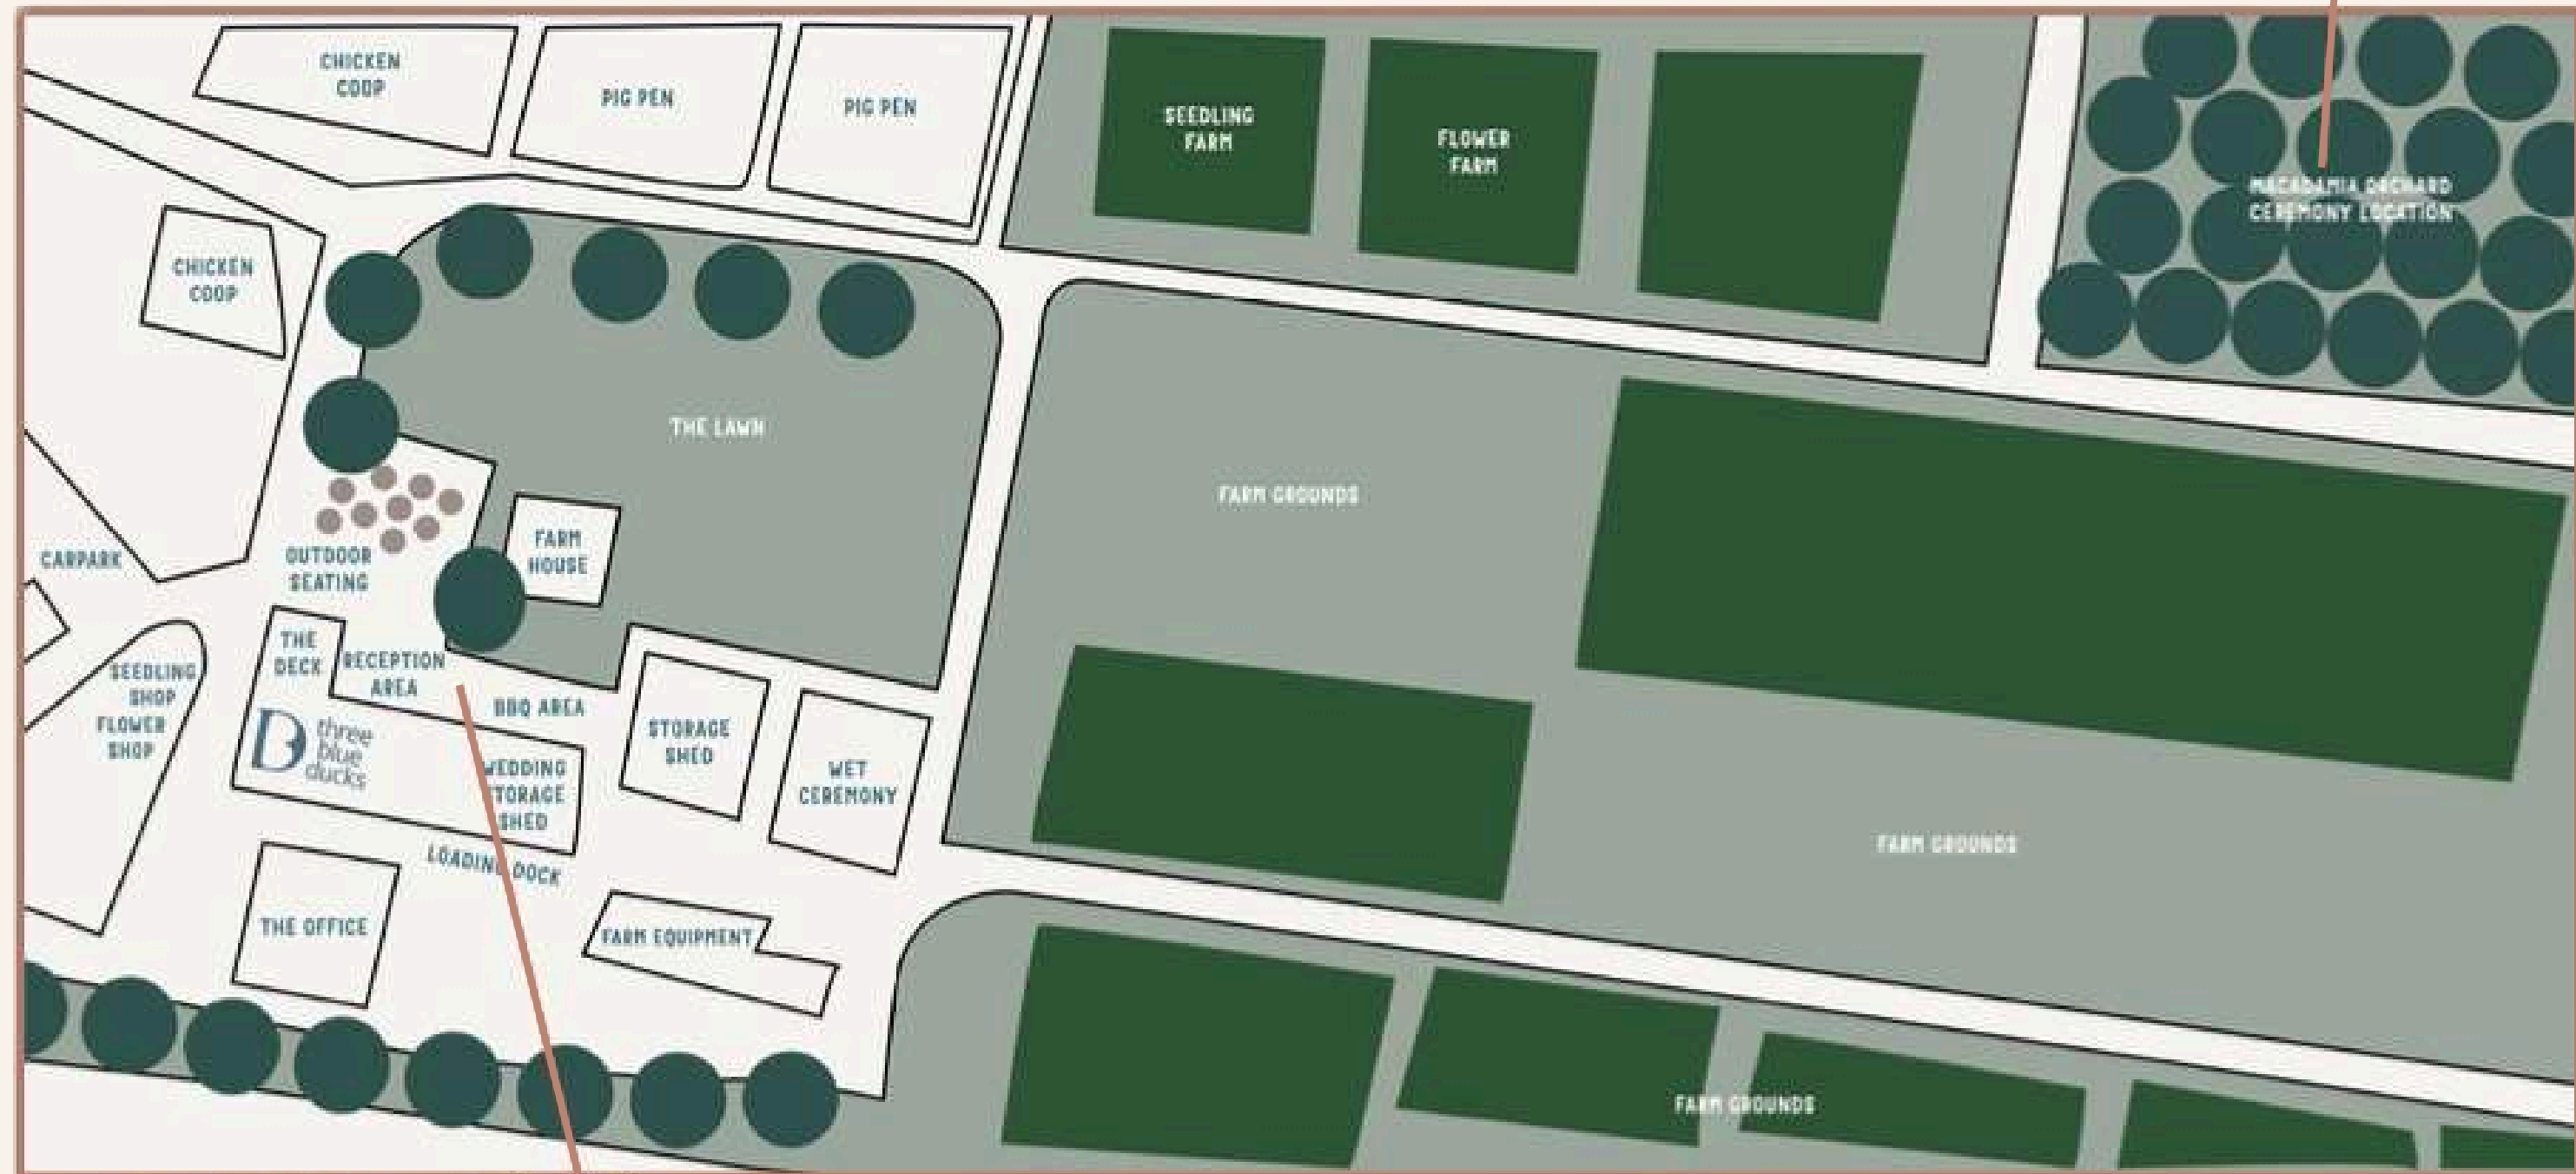 CHICKEN
COOP
PIG PEN
PIG PEN
SEEDLING
FARM
FLOWER
FARM
MACADAMIA ORCHARD
CEREMONY LOCATION
CHICKEN
COOP
THE LAWN
FARM GROUNDS
FARM
HOUSE
CARPARK
OUTDOOR
SEATING
THE
DECK
RECEPTION
AREA
SEEDLING
SHOP
FLOWER
SHOP
BBQ AREA
three
blue
ducks
STORAGE
SHED
WEDDING
STORAGE
SHED
WET
CEREMONY
LOADING DOCK
FARM GROUNDS
THE OFFICE
FARM EQUIPMENT
FARM GROUNDS